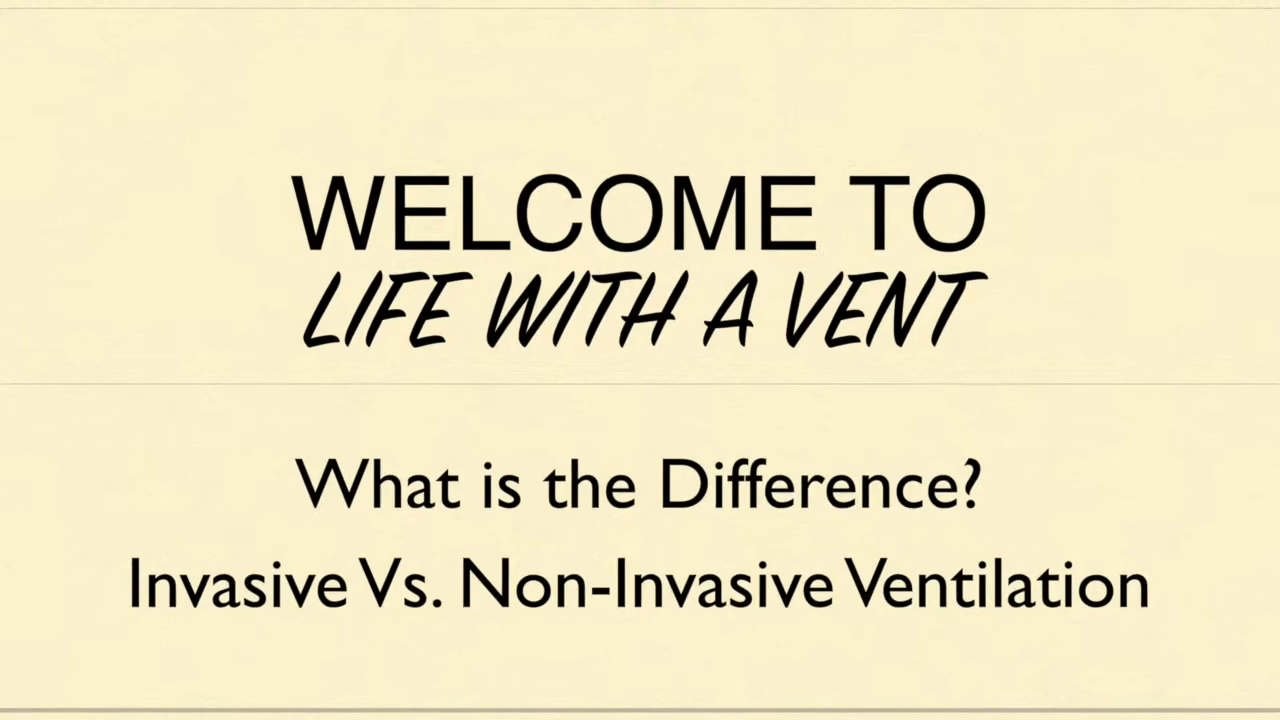 WELCOME TO
LIFE WITH A VENT
What is the Difference?
Invasive Vs. Non-Invasive Ventilation